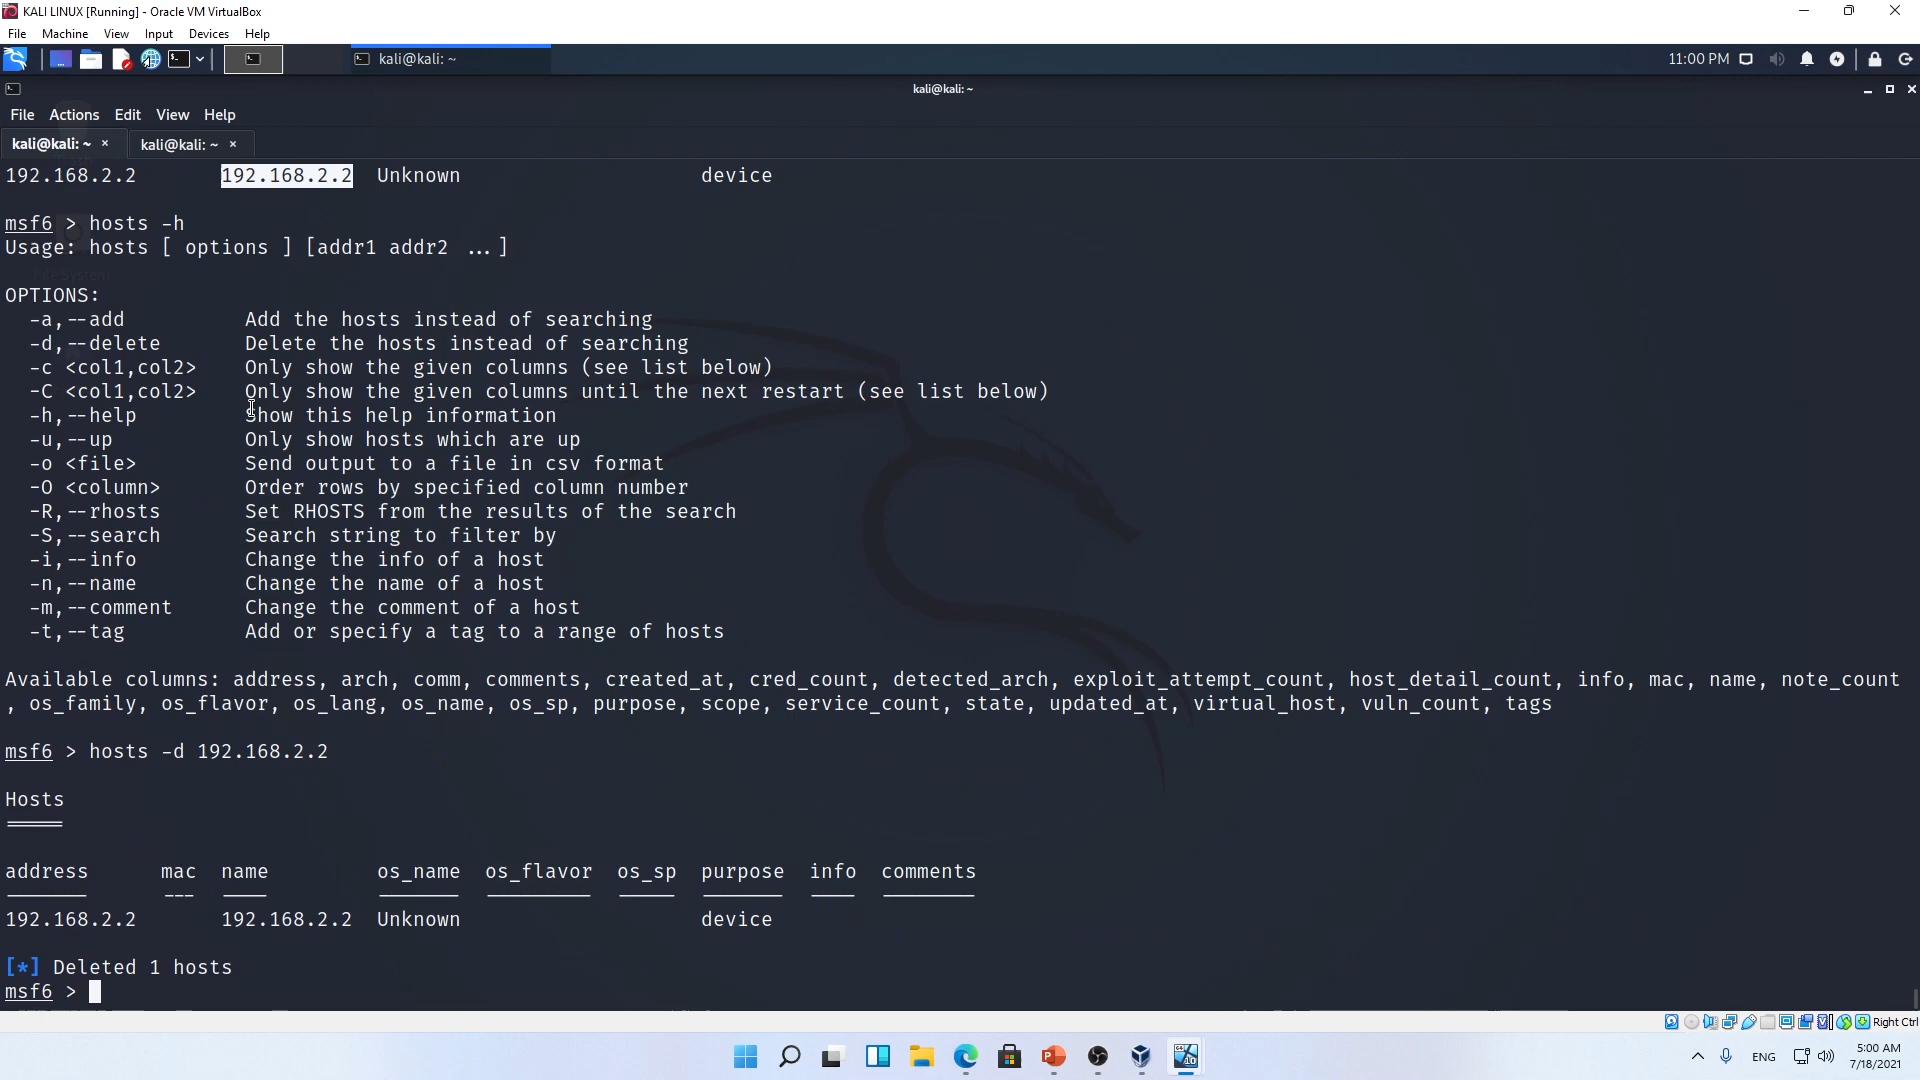 KALI LINUX [Running] - Oracle VM VirtualBox
File Machine View Input Devices Help
kali@kali: ~ 11:00 PM
kali@kali: ~
File Actions Edit View Help
kali@kali: ~ × kali@kali: ~ ×
192.168.2.2 192.168.2.2 Unknown device
msf6 > hosts -h
Usage: hosts [ options ] [addr1 addr2 ...]
File System
OPTIONS:
-a,--add Add the hosts instead of searching
-d,--delete Delete the hosts instead of searching
-c <col1,col2> Only show the given columns (see list below)
-C <col1,col2> Only show the given columns until the next restart (see list below)
-h,--help Show this help information
-u,--up Only show hosts which are up
-o <file> Send output to a file in csv format
-O <column> Order rows by specified column number
-R,--rhosts Set RHOSTS from the results of the search
-S,--search Search string to filter by
-i,--info Change the info of a host
-n,--name Change the name of a host
-m,--comment Change the comment of a host
-t,--tag Add or specify a tag to a range of hosts
Available columns: address, arch, comm, comments, created_at, cred_count, detected_arch, exploit_attempt_count, host_detail_count, info, mac, name, note_count
, os_family, os_flavor, os_lang, os_name, os_sp, purpose, scope, service_count, state, updated_at, virtual_host, vuln_count, tags
msf6 > hosts -d 192.168.2.2
Hosts
=====
address mac name os_name os_flavor os_sp purpose info comments
------- --- ---- ------- --------- ----- ------- ---- --------
192.168.2.2 192.168.2.2 Unknown device
[*] Deleted 1 hosts
msf6 >
Right Ctrl
ENG 5:00 AM
7/18/2021